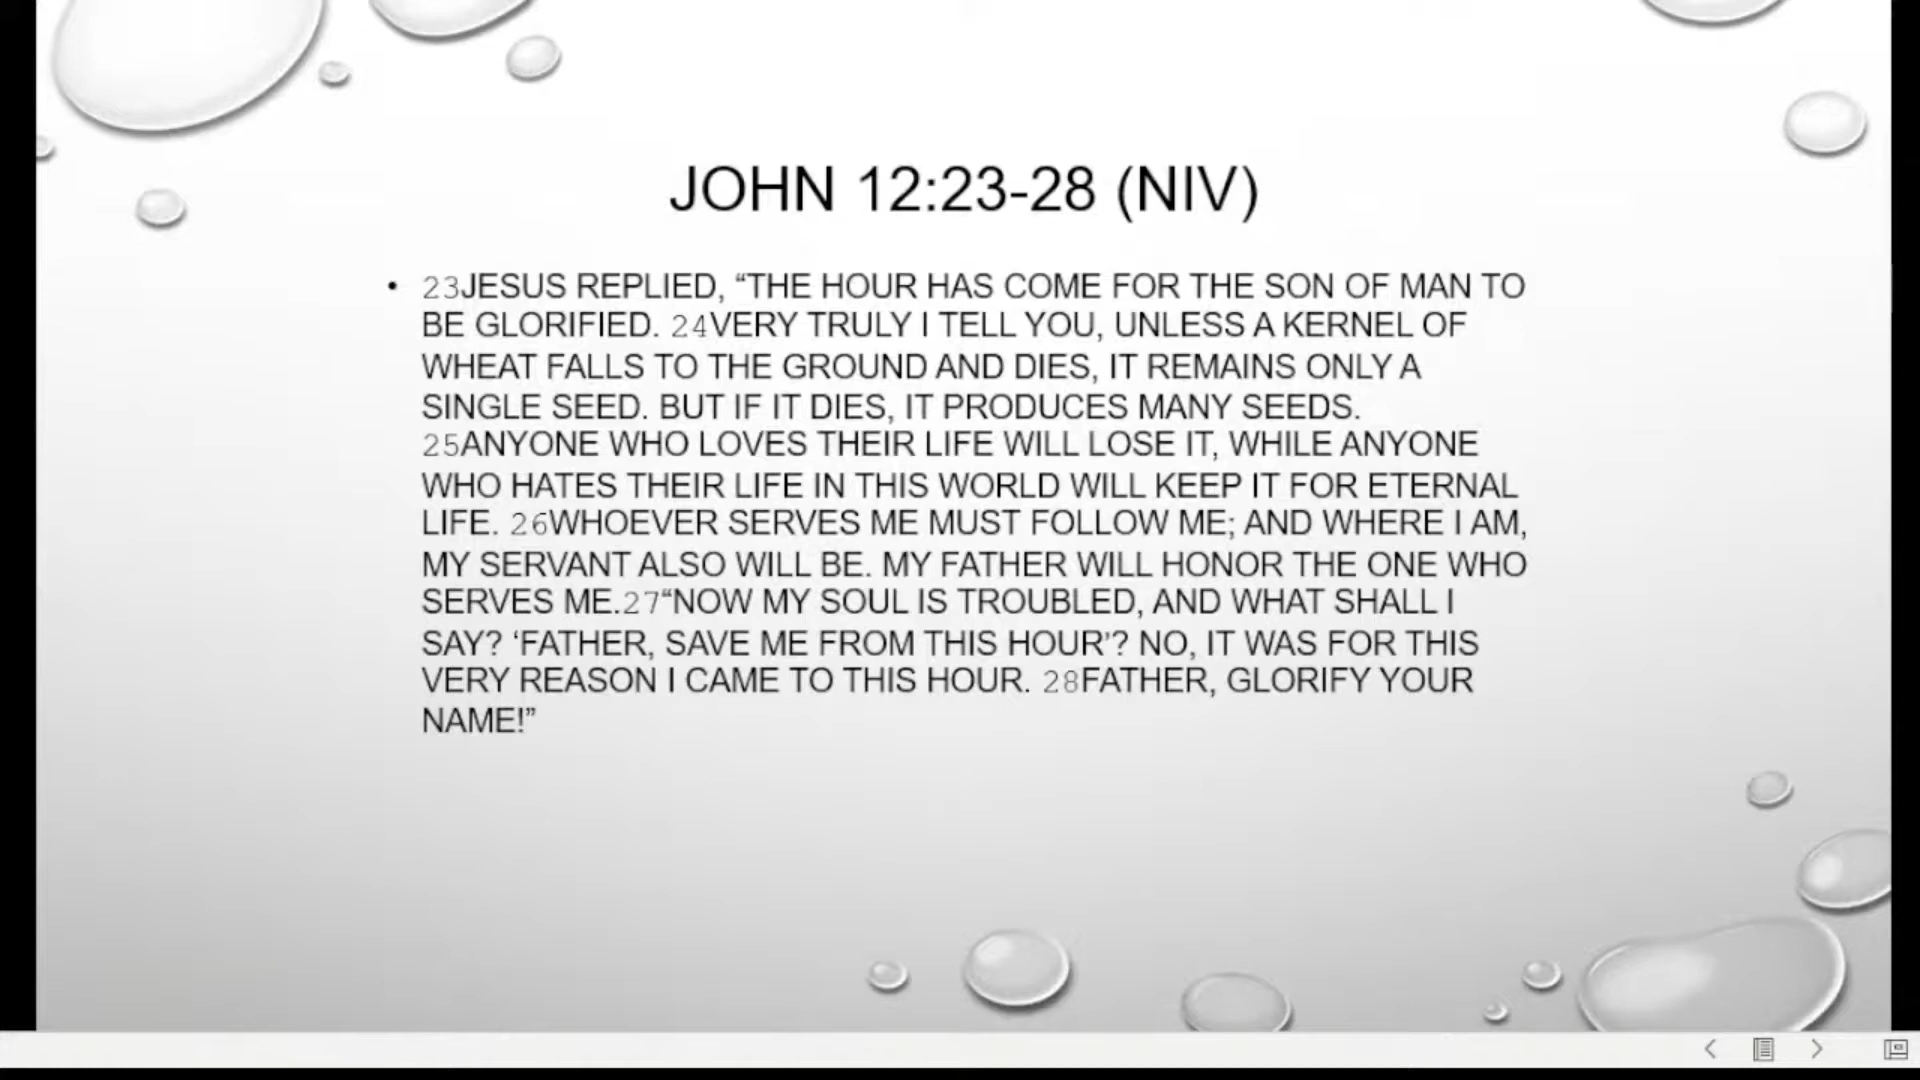 JOHN 12:23-28 (NIV)
• 23JESUS REPLIED, “THE HOUR HAS COME FOR THE SON OF MAN TO
BE GLORIFIED. 24VERY TRULY I TELL YOU, UNLESS A KERNEL OF
WHEAT FALLS TO THE GROUND AND DIES, IT REMAINS ONLY A
SINGLE SEED. BUT IF IT DIES, IT PRODUCES MANY SEEDS.
25ANYONE WHO LOVES THEIR LIFE WILL LOSE IT, WHILE ANYONE
WHO HATES THEIR LIFE IN THIS WORLD WILL KEEP IT FOR ETERNAL
LIFE. 26WHOEVER SERVES ME MUST FOLLOW ME; AND WHERE I AM,
MY SERVANT ALSO WILL BE. MY FATHER WILL HONOR THE ONE WHO
SERVES ME.27“NOW MY SOUL IS TROUBLED, AND WHAT SHALL I
SAY? ‘FATHER, SAVE ME FROM THIS HOUR’? NO, IT WAS FOR THIS
VERY REASON I CAME TO THIS HOUR. 28FATHER, GLORIFY YOUR
NAME!”